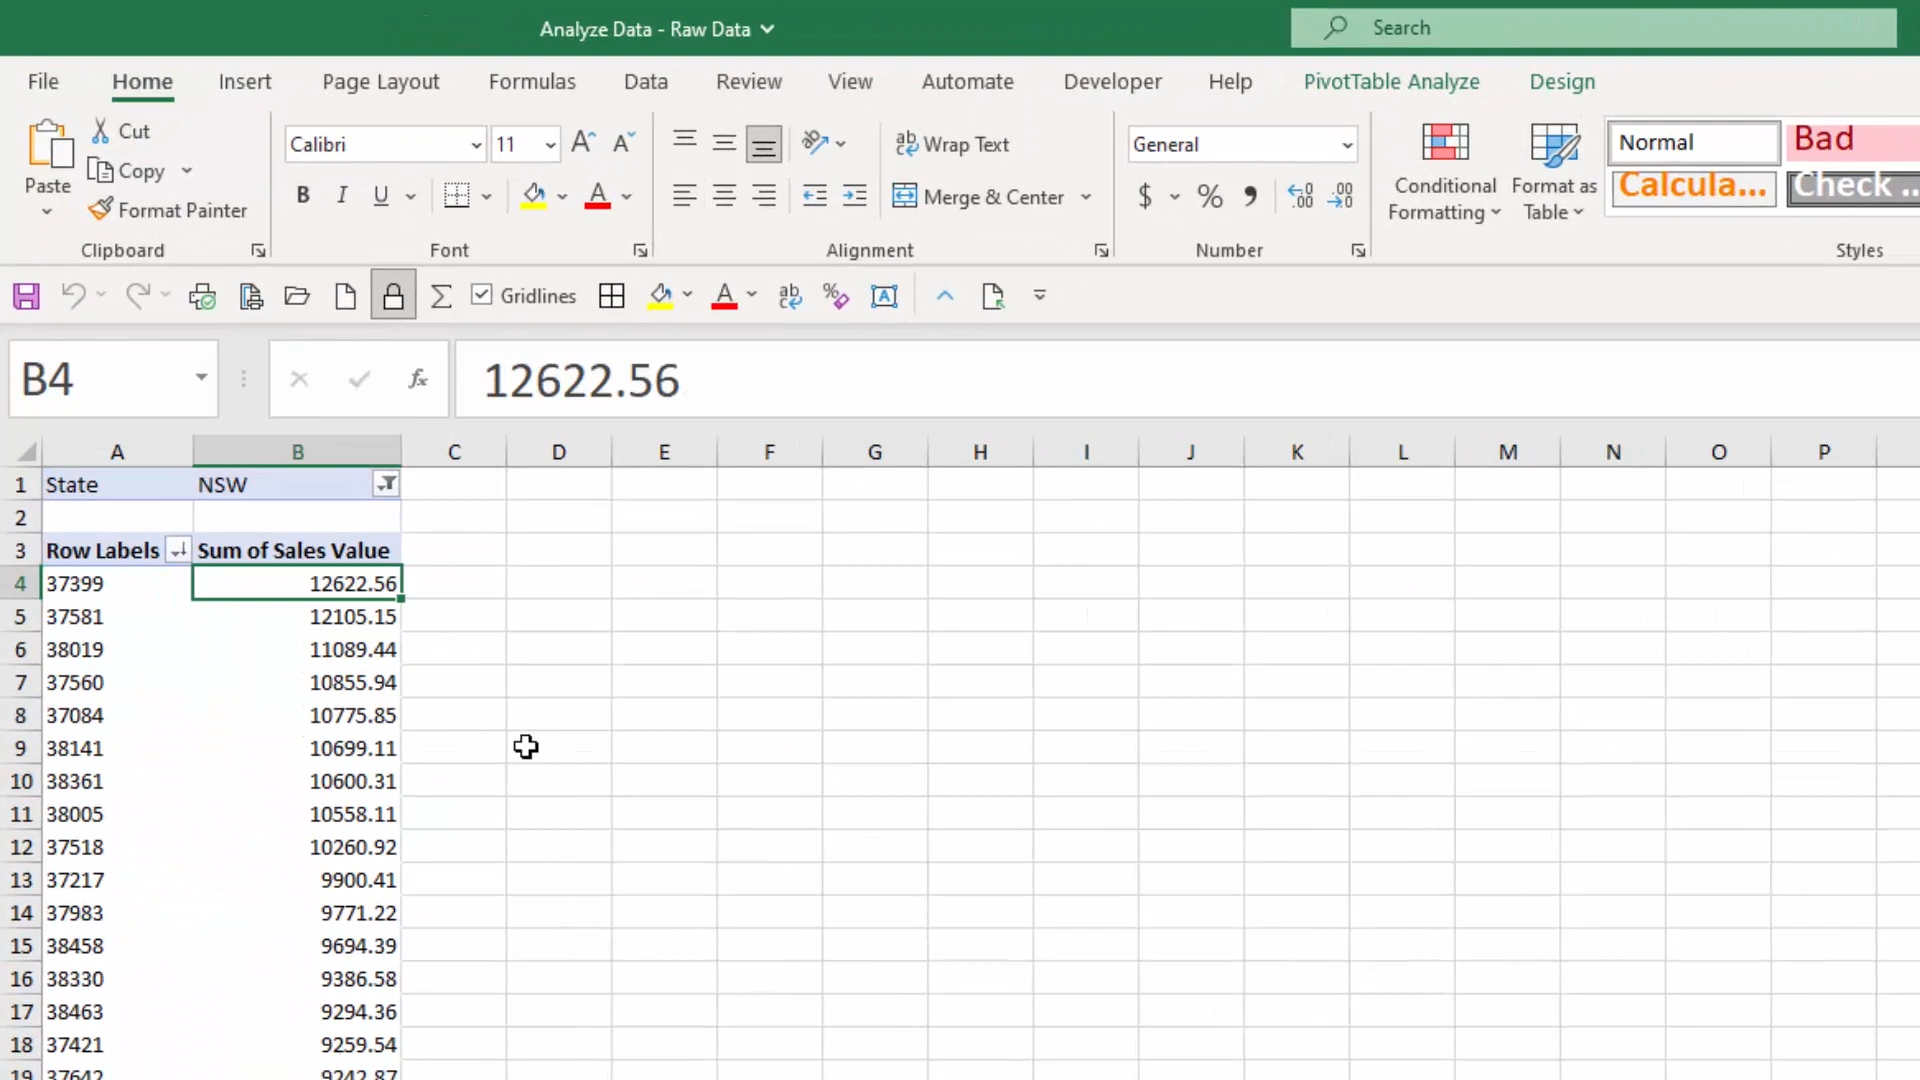 Analyze Data - Raw Data
Search
File Home Insert Page Layout Formulas Data Review View Automate Developer Help PivotTable Analyze Design
Paste
Cut
Copy
Format Painter
Clipboard
Calibri 11
B I U
Font
Wrap Text
Merge & Center
Alignment
General
$ % ,
Number
Conditional Formatting
Format as Table
Normal Bad
Calcula... Check ...
Styles
Gridlines
B4 fx 12622.56
A B C D E F G H I J K L M N O P
1 State NSW
2
3 Row Labels Sum of Sales Value
4 37399 12622.56
5 37581 12105.15
6 38019 11089.44
7 37560 10855.94
8 37084 10775.85
9 38141 10699.11
10 38361 10600.31
11 38005 10558.11
12 37518 10260.92
13 37217 9900.41
14 37983 9771.22
15 38458 9694.39
16 38330 9386.58
17 38463 9294.36
18 37421 9259.54
19 37642 9242.87